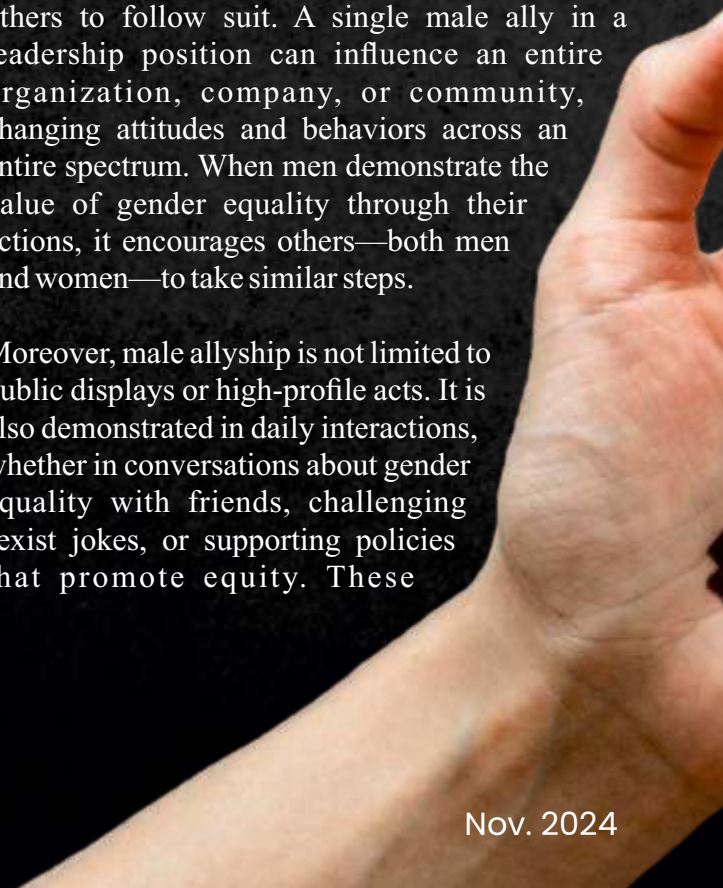 thers to follow suit. A single male ally in a
eadership position can influence an entire
rganization, company, or community,
hanging attitudes and behaviors across an
ntire spectrum. When men demonstrate the
alue of gender equality through their
ctions, it encourages others—both men
nd women—to take similar steps.
Moreover, male allyship is not limited to
ublic displays or high-profile acts. It is
lso demonstrated in daily interactions,
whether in conversations about gender
quality with friends, challenging
exist jokes, or supporting policies
hat promote equity. These
Nov. 2024